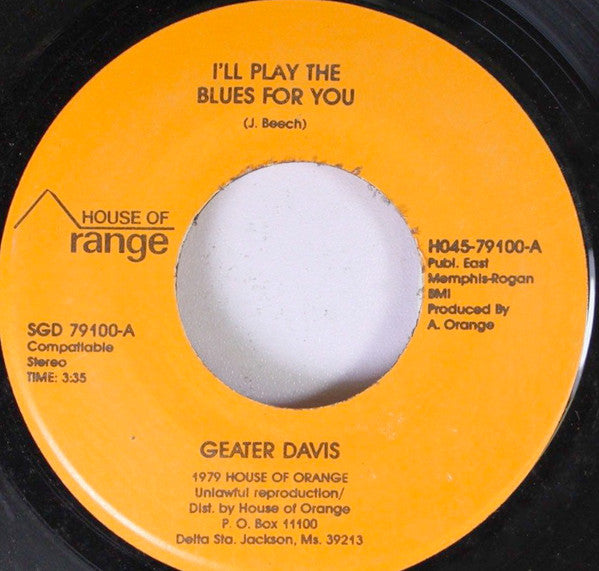 I'LL PLAY THE
BLUES FOR YOU
(J. Beech)
HOUSE OF
range
SGD 79100-A
Compatiable
Stereo
TIME: 3:35
H045-79100-A
Publ. East
Memphis-Rogan
BMI
Produced By
A. Orange
GEATER DAVIS
1979 HOUSE OF ORANGE
Unlawful reproduction/
Dist. by House of Orange
P. O. Box 11100
Delta Sta. Jackson, Ms. 39213